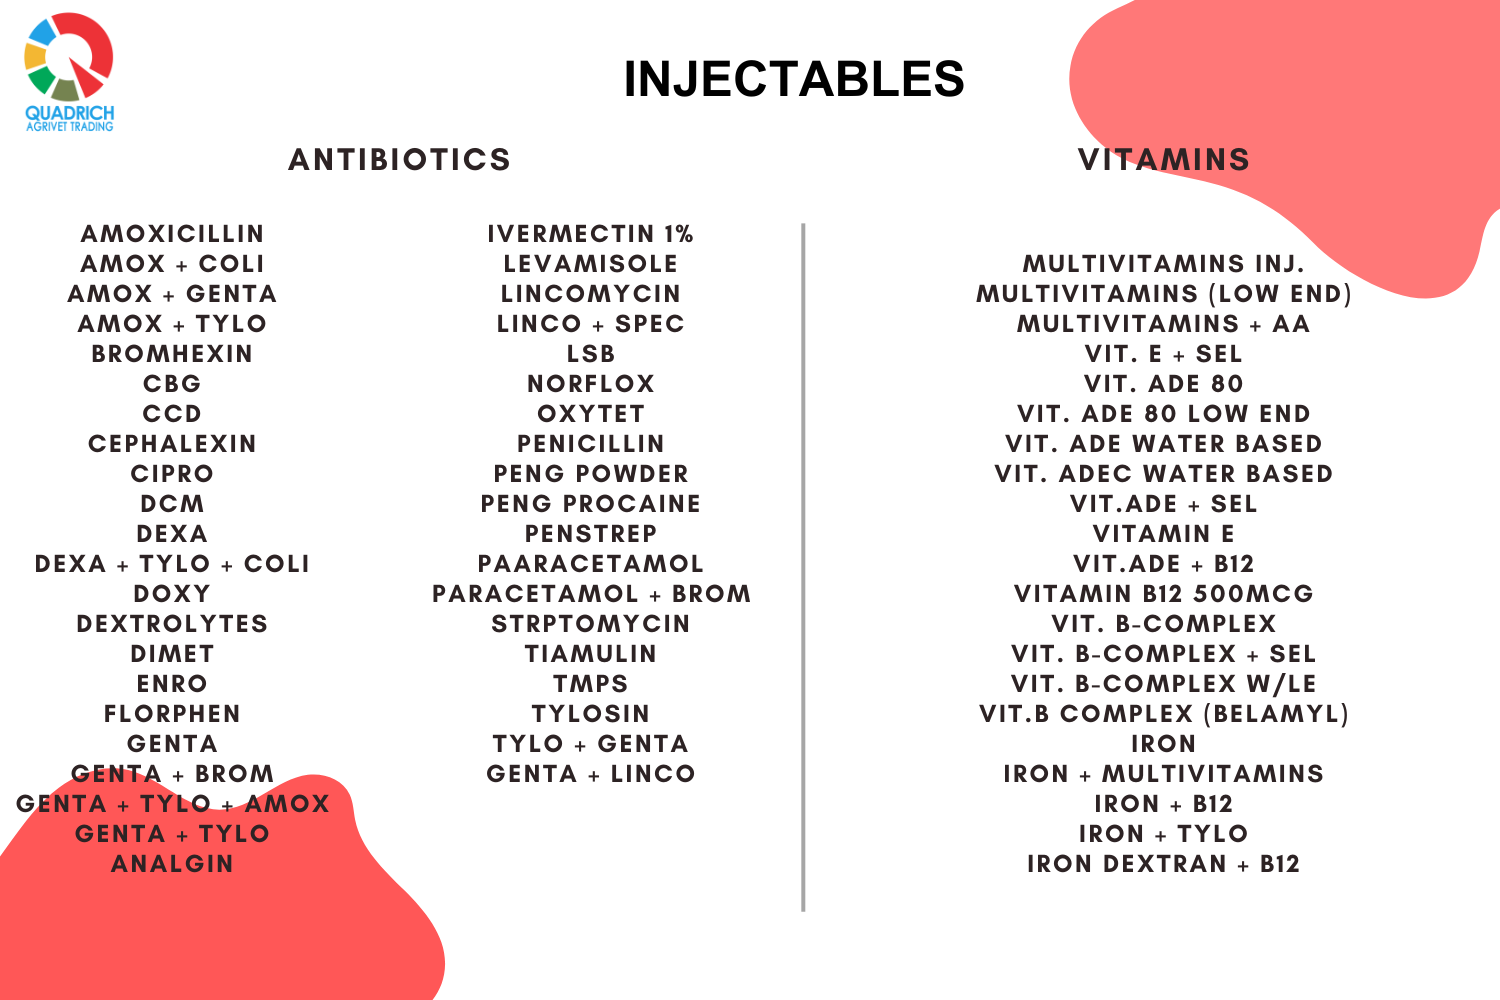 QUADRICH
AGRIVET TRADING
INJECTABLES
ANTIBIOTICS
AMOXICILLIN
AMOX + COLI
AMOX + GENTA
AMOX + TYLO
BROMHEXIN
CBG
CCD
CEPHALEXIN
CIPRO
DCM
DEXA
DEXA + TYLO + COLI
DOXY
DEXTROLYTES
DIMET
ENRO
FLORPHEN
GENTA
GENTA + BROM
GENTA + TYLO + AMOX
GENTA + TYLO
ANALGIN
IVERMECTIN 1%
LEVAMISOLE
LINCOMYCIN
LINCO + SPEC
LSB
NORFLOX
OXYTET
PENICILLIN
PENG POWDER
PENG PROCAINE
PENSTREP
PAARACETAMOL
PARACETAMOL + BROM
STRPTOMYCIN
TIAMULIN
TMPS
TYLOSIN
TYLO + GENTA
GENTA + LINCO
VITAMINS
MULTIVITAMINS INJ.
MULTIVITAMINS (LOW END)
MULTIVITAMINS + AA
VIT. E + SEL
VIT. ADE 80
VIT. ADE 80 LOW END
VIT. ADE WATER BASED
VIT. ADEC WATER BASED
VIT.ADE + SEL
VITAMIN E
VIT.ADE + B12
VITAMIN B12 500MCG
VIT. B-COMPLEX
VIT. B-COMPLEX + SEL
VIT. B-COMPLEX W/LE
VIT.B COMPLEX (BELAMYL)
IRON
IRON + MULTIVITAMINS
IRON + B12
IRON + TYLO
IRON DEXTRAN + B12